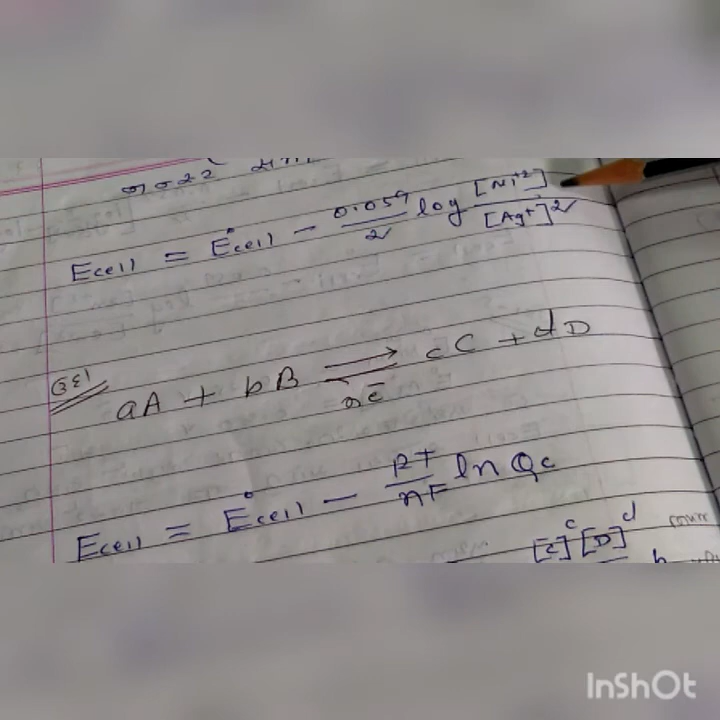 Ecell = E°cell - 0.059/2 log [Ni+2]/[Ag+]2
(3E)
aA + bB ⇌ cC + dD
ne-
Ecell = E°cell - RT/nF ln Qc
[C]c [D]d
InShOt